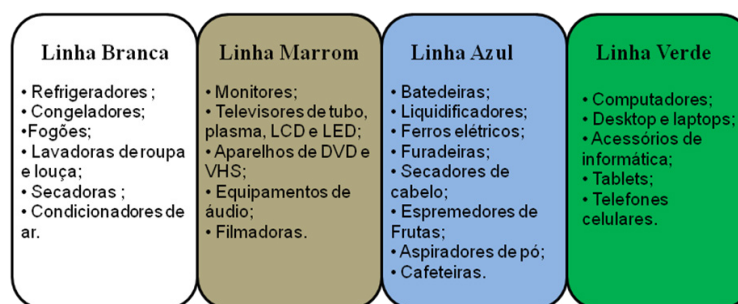 Linha Branca
• Refrigeradores ;
• Congeladores;
•Fogões;
• Lavadoras de roupa
e louça;
• Secadoras ;
• Condicionadores de
ar.
Linha Marrom
• Monitores;
• Televisores de tubo,
plasma, LCD e LED;
• Aparelhos de DVD e
VHS;
• Equipamentos de
áudio;
• Filmadoras.
Linha Azul
• Batedeiras;
• Liquidificadores;
• Ferros elétricos;
• Furadeiras;
• Secadores de
cabelo;
• Espremedores de
Frutas;
• Aspiradores de pó;
• Cafeteiras.
Linha Verde
• Computadores;
• Desktop e laptops;
• Acessórios de
informática;
• Tablets;
• Telefones
celulares.